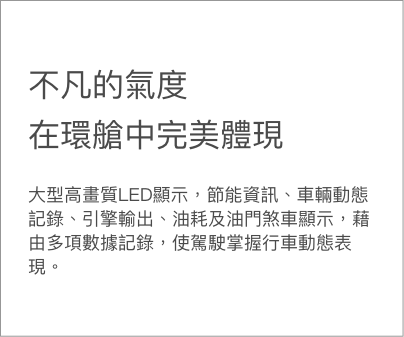 不凡的氣度
在環艙中完美體現
大型高畫質LED顯示，節能資訊、車輛動態
記錄、引擎輸出、油耗及油門煞車顯示，藉
由多項數據記錄，使駕駛掌握行車動態表
現。